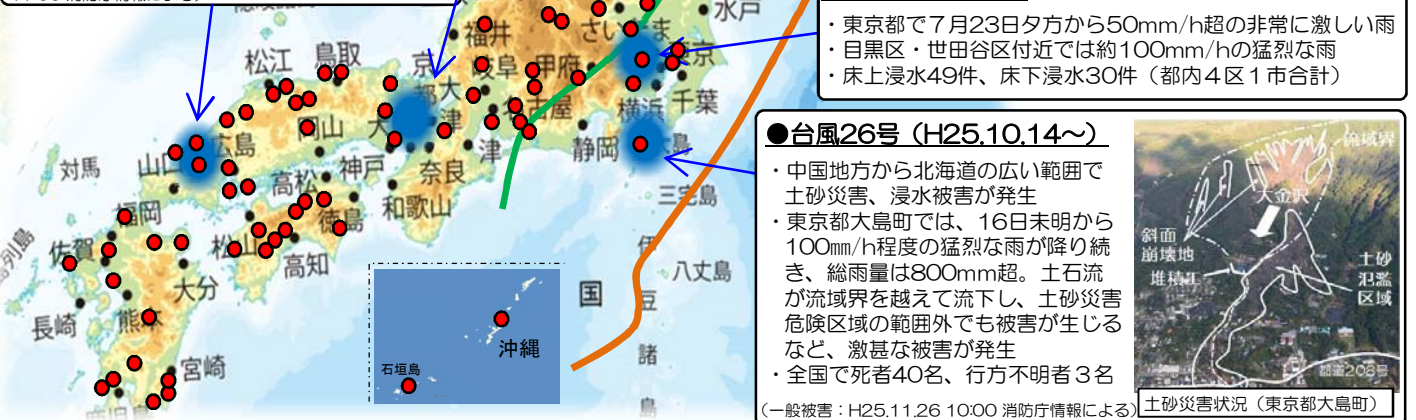 ・東京都で7月23日夕方から50mm/h超の非常に激しい雨
・目黒区・世田谷区付近では約100mm/hの猛烈な雨
・床上浸水49件、床下浸水30件（都内4区1市合計）
●台風26号（H25.10.14～）
・中国地方から北海道の広い範囲で
土砂災害、浸水被害が発生
・東京都大島町では、16日未明から
100㎜/h程度の猛烈な雨が降り続
き、総雨量は800mm超。土石流
が流域界を越えて流下し、土砂災害
危険区域の範囲外でも被害が生じる
など、激甚な被害が発生
・全国で死者40名、行方不明者3名
（一般被害：H25.11.26 10:00 消防庁情報による）
流域界
大金沢
斜面
崩壊地
堆積工
土砂
氾濫
区域
都道208号
土砂災害状況（東京都大島町）
水戸
福井
さいたま
松江
鳥取
岐阜
甲府
名古屋
横浜
千葉
広島
岡山
大津
静岡
山口
神戸
津
対馬
高松
奈良
三宅島
和歌山
福岡
徳島
佐賀
松山
高知
八丈島
大分
国
伊
豆
諸
島
長崎
熊本
沖縄
宮崎
石垣島